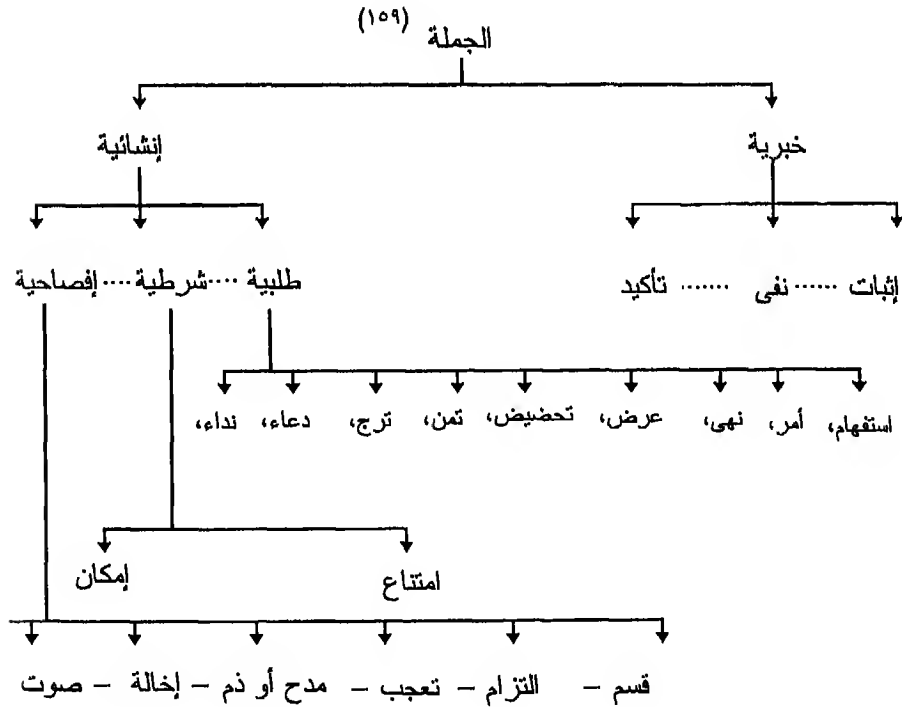 الجملة (١٥٩)
خبرية إنشائية
إثبات ...... نفى ....... تأكيد طلبية .... شرطية .... إفصاحية
استفهام، أمر، نهى، عرض، تحضيض، تمن، ترج، دعاء، نداء،
امتناع إمكان
قسم – التزام – تعجب – مدح أو ذم – إخالة – صوت